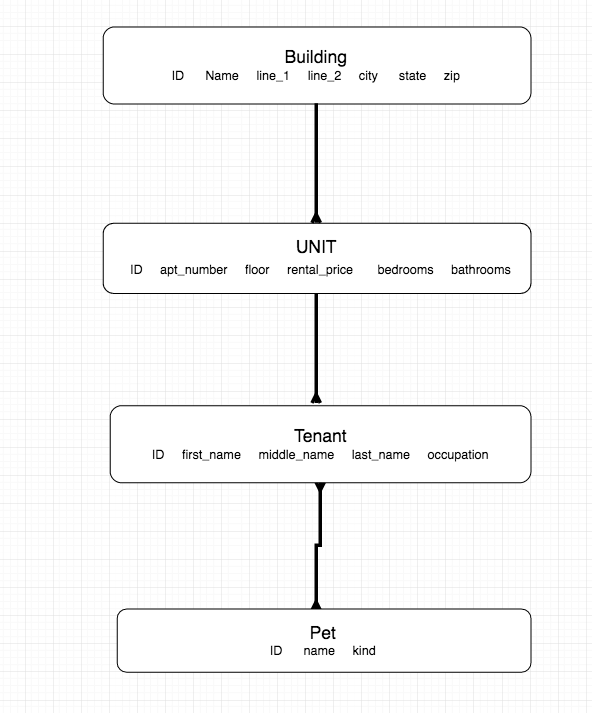 Building
ID Name line_1 line_2 city state zip
UNIT
ID apt_number floor rental_price bedrooms bathrooms
Tenant
ID first_name middle_name last_name occupation
Pet
ID name kind